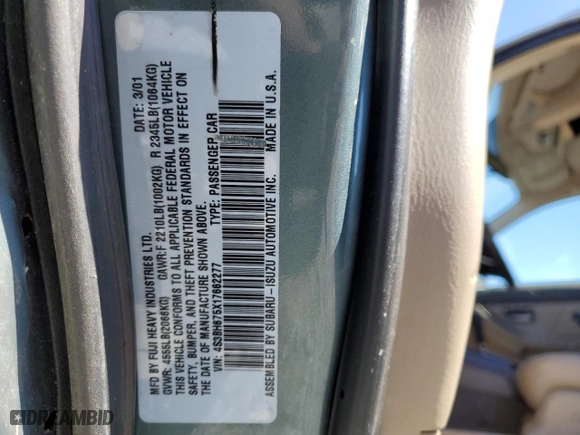 MFD BY FUJI HEAVY INDUSTRIES LTD. DATE: 3/01
GVWR: 4555LB(2066KG) GAWR:F 2210LB(1002KG) R 2345LB(1064KG)
THIS VEHICLE CONFORMS TO ALL APPLICABLE FEDERAL MOTOR VEHICLE
SAFETY, BUMPER, AND THEFT PREVENTION STANDARDS IN EFFECT ON
THE DATE OF MANUFACTURE SHOWN ABOVE.
VIN: 4S3BH675X17662277 TYPE: PASSENGER CAR
ASSEMBLED BY SUBARU-ISUZU AUTOMOTIVE INC. MADE IN U.S.A.
DREAMBID